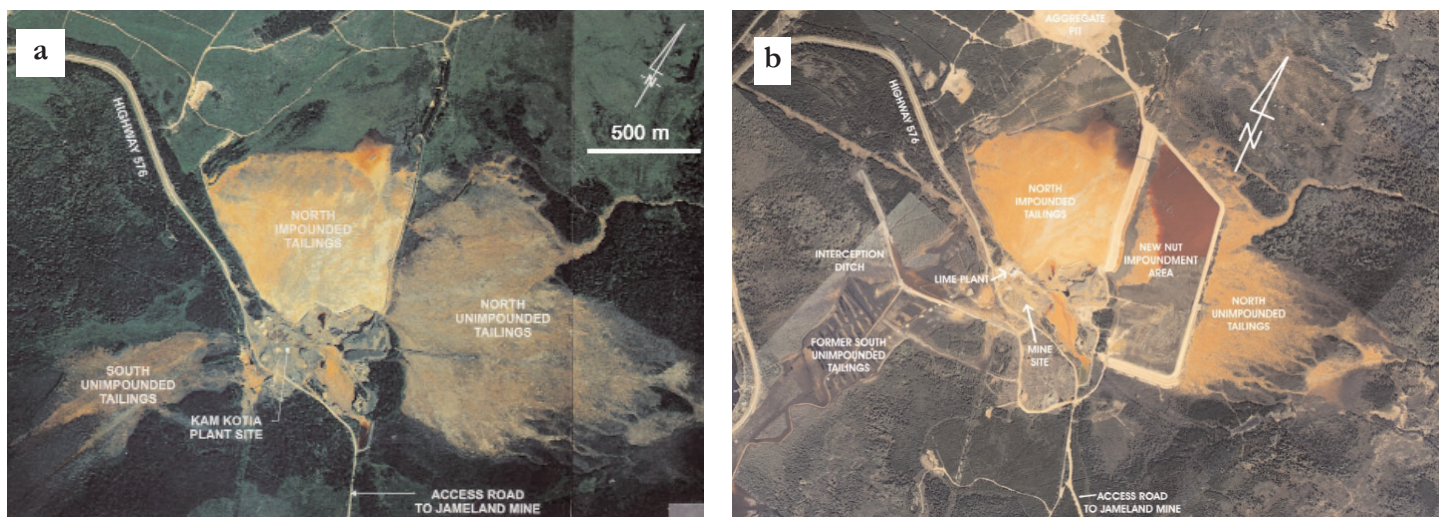 a
HIGHWAY 576
N
500 m
NORTH
IMPOUNDED
TAILINGS
NORTH
UNIMPOUNDED
TAILINGS
SOUTH
UNIMPOUNDED
TAILINGS
KAM KOTIA
PLANT SITE
ACCESS ROAD
TO JAMELAND MINE
b
AGGREGATE
PIT
HIGHWAY 576
N
NORTH
IMPOUNDED
TAILINGS
INTERCEPTION
DITCH
LIME PLANT
NEW NUT
IMPOUNDMENT
AREA
NORTH
UNIMPOUNDED
TAILINGS
FORMER SOUTH
UNIMPOUNDED
TAILINGS
MINE
SITE
ACCESS ROAD
TO JAMELAND MINE